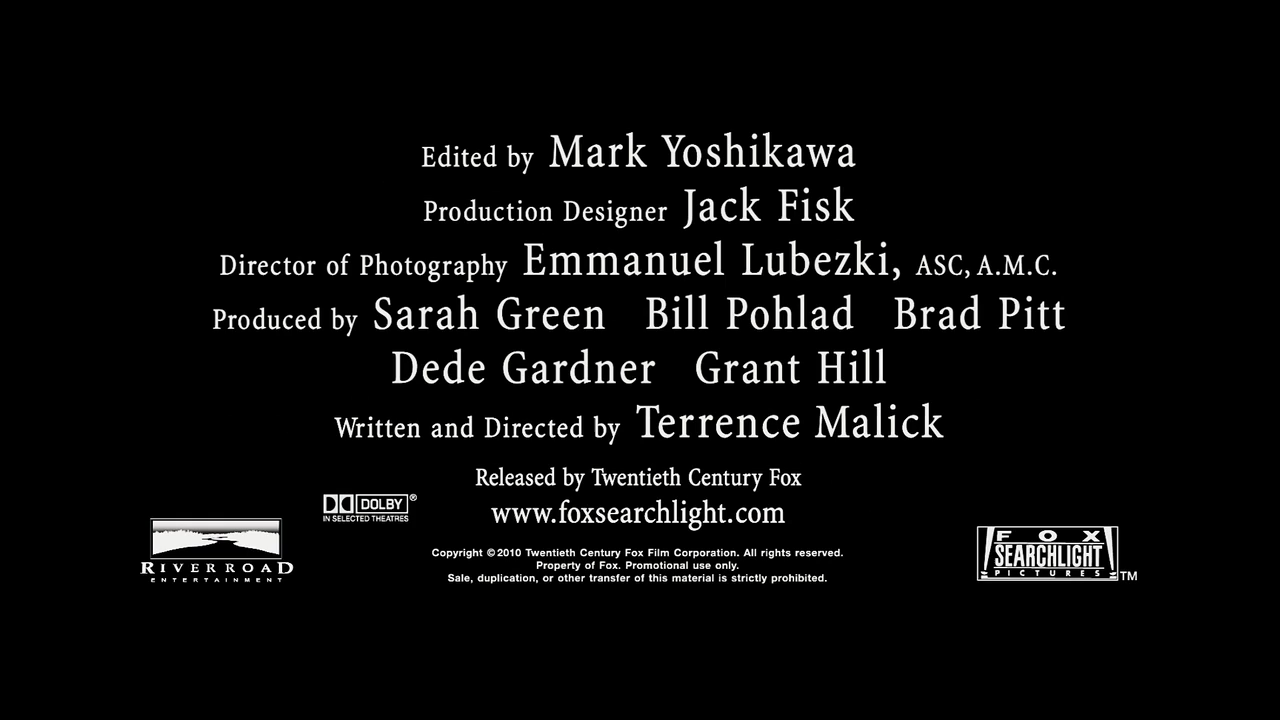 Edited by Mark Yoshikawa
Production Designer Jack Fisk
Director of Photography Emmanuel Lubezki, ASC, A.M.C.
Produced by Sarah Green Bill Pohlad Brad Pitt
Dede Gardner Grant Hill
Written and Directed by Terrence Malick
Released by Twentieth Century Fox
www.foxsearchlight.com
DOLBY®
IN SELECTED THEATRES
RIVER ROAD
ENTERTAINMENT
Copyright ©2010 Twentieth Century Fox Film Corporation. All rights reserved.
Property of Fox. Promotional use only.
Sale, duplication, or other transfer of this material is strictly prohibited.
FOX
SEARCHLIGHT
PICTURES TM